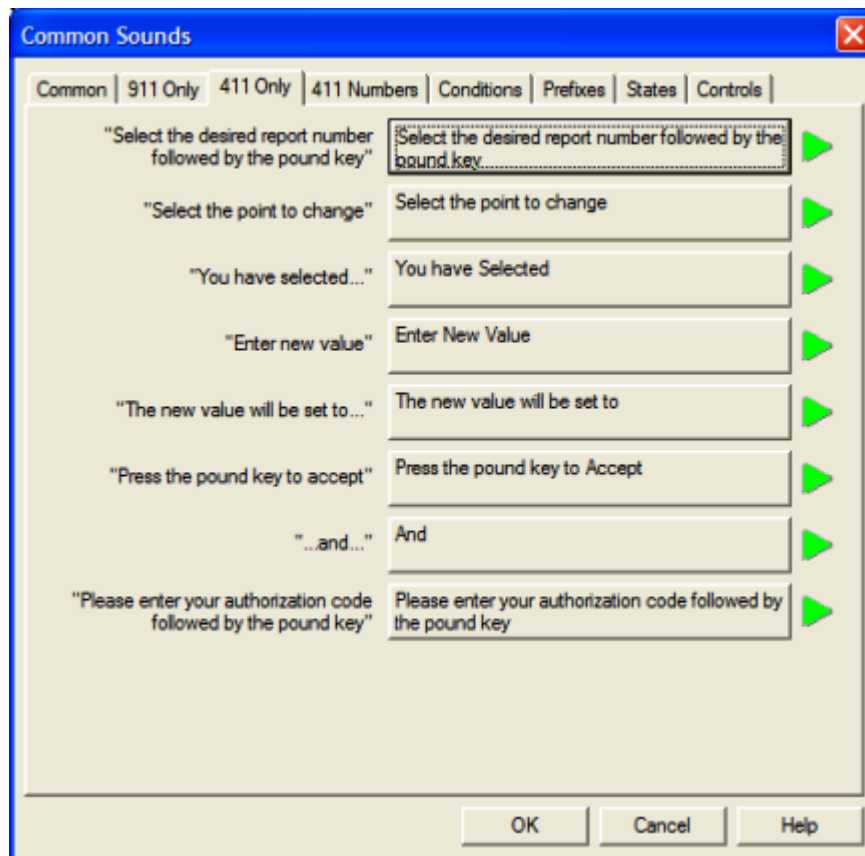 Common Sounds
Common 911 Only 411 Only 411 Numbers Conditions Prefixes States Controls
"Select the desired report number
followed by the pound key"
Select the desired report number followed by the
pound key
"Select the point to change"
Select the point to change
"You have selected..."
You have Selected
"Enter new value"
Enter New Value
"The new value will be set to..."
The new value will be set to
"Press the pound key to accept"
Press the pound key to Accept
"...and..."
And
"Please enter your authorization code
followed by the pound key"
Please enter your authorization code followed by
the pound key
OK Cancel Help